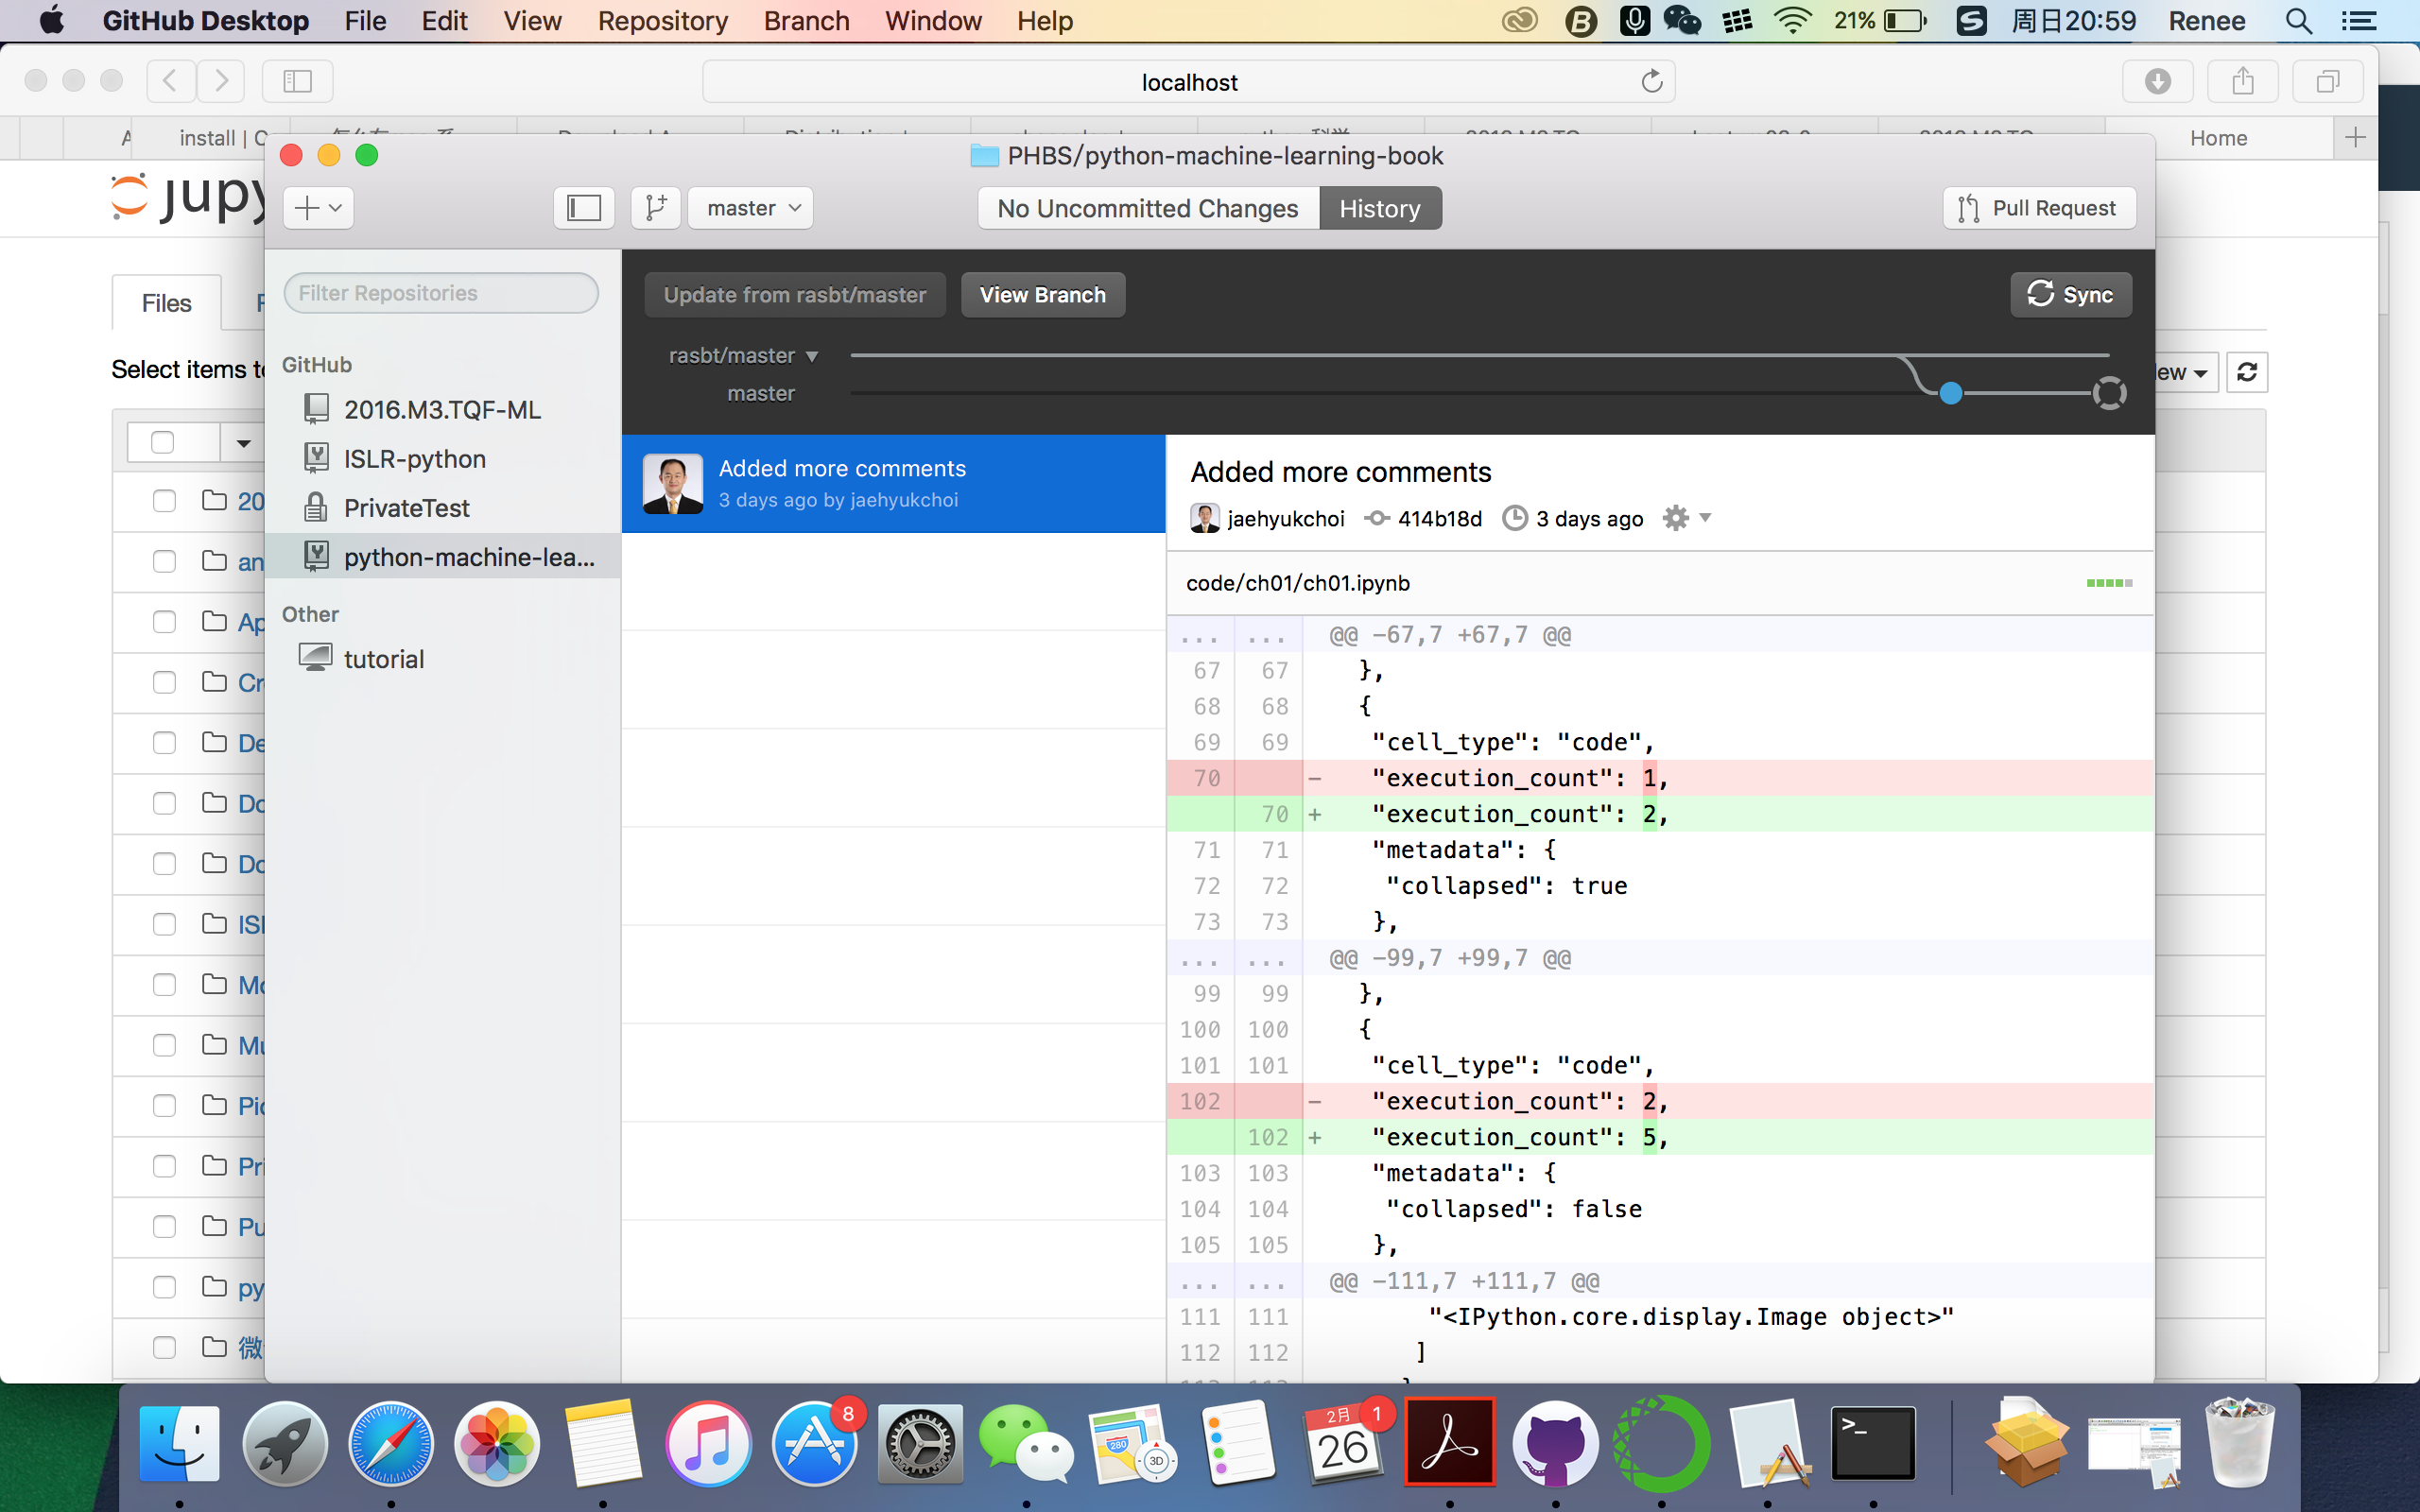 GitHub Desktop File Edit View Repository Branch Window Help 21% 周日20:59 Renee
localhost
install | Home
jupy
PHBS/python-machine-learning-book
master No Uncommitted Changes History Pull Request
Files
Select items
Filter Repositories
GitHub
2016.M3.TQF-ML
ISLR-python
PrivateTest
python-machine-lea...
Other
tutorial
Update from rasbt/master View Branch Sync
rasbt/master
master
Added more comments
3 days ago by jaehyukchoi
Added more comments
jaehyukchoi 414b18d 3 days ago
code/ch01/ch01.ipynb
... ... @@ -67,7 +67,7 @@
67 67 },
68 68 {
69 69 "cell_type": "code",
70 - "execution_count": 1,
70 + "execution_count": 2,
71 71 "metadata": {
72 72 "collapsed": true
73 73 },
... ... @@ -99,7 +99,7 @@
99 99 },
100 100 {
101 101 "cell_type": "code",
102 - "execution_count": 2,
102 + "execution_count": 5,
103 103 "metadata": {
104 104 "collapsed": false
105 105 },
... ... @@ -111,7 +111,7 @@
111 111 "<IPython.core.display.Image object>"
112 112 ]
20
an
Ap
Cr
De
Do
Do
ISI
Mo
Mu
Pic
Pri
Pu
py
微
8
280
3D
2月
26
1
>_